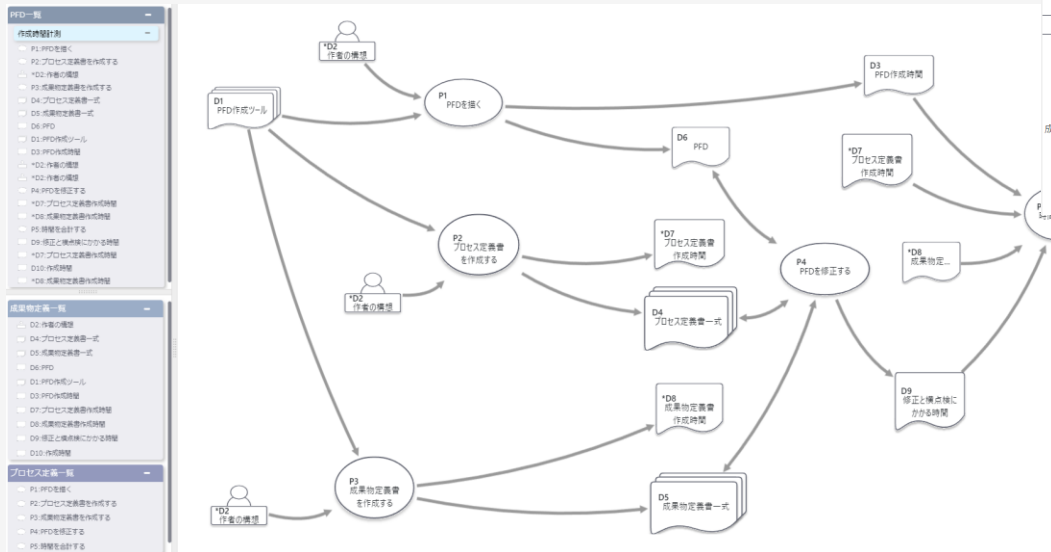 PFD一覧
作成時間計測
P1:PFDを描く
P2:プロセス定義書を作成する
*D2:作者の構想
P3:成果物定義書を作成する
D4:プロセス定義書一式
D5:成果物定義書一式
D6:PFD
D1:PFD作成ツール
D3:PFD作成時間
*D2:作者の構想
*D2:作者の構想
P4:PFDを修正する
*D7:プロセス定義書作成時間
*D8:成果物定義書作成時間
P5:時間を合計する
D9:修正と横点検にかかる時間
*D7:プロセス定義書作成時間
D10:作成時間
*D8:成果物定義書作成時間
成果物定義一覧
D2:作者の構想
D4:プロセス定義書一式
D5:成果物定義書一式
D6:PFD
D1:PFD作成ツール
D3:PFD作成時間
D7:プロセス定義書作成時間
D8:成果物定義書作成時間
D9:修正と横点検にかかる時間
D10:作成時間
プロセス定義一覧
P1:PFDを描く
P2:プロセス定義書を作成する
P3:成果物定義書を作成する
P4:PFDを修正する
P5:時間を合計する
*D2
作者の構想
D1
PFD作成ツール
P1
PFDを描く
D3
PFD作成時間
D6
PFD
*D7
プロセス定義書
作成時間
P2
プロセス定義書
を作成する
*D7
プロセス定義書
作成時間
*D2
作者の構想
P4
PFDを修正する
*D8
成果物定...
D4
プロセス定義書一式
D9
修正と横点検に
かかる時間
*D8
成果物定義書
作成時間
P3
成果物定義書
を作成する
D5
成果物定義書一式
*D2
作者の構想